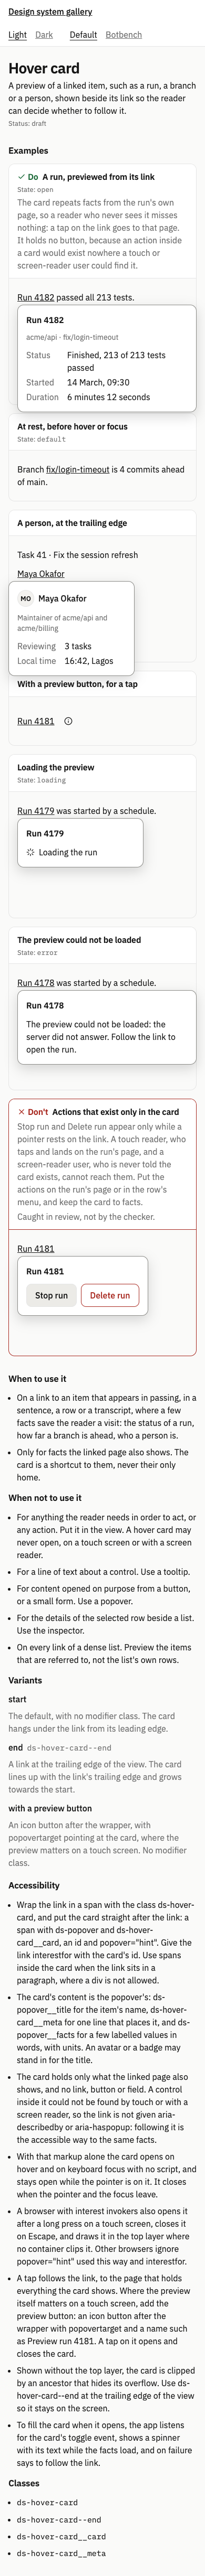 Design system gallery
Light Dark Default Botbench
Hover card
A preview of a linked item, such as a run, a branch
or a person, shown beside its link so the reader
can decide whether to follow it.
Status: draft
Examples
Do A run, previewed from its link
State: open
The card repeats facts from the run's own
page, so a reader who never sees it misses
nothing: a tap on the link goes to that page.
It holds no button, because an action inside
a card would exist nowhere a touch or
screen-reader user could find it.
Run 4182 passed all 213 tests.
Run 4182
acme/api · fix/login-timeout
Status Finished, 213 of 213 tests
passed
Started 14 March, 09:30
Duration 6 minutes 12 seconds
At rest, before hover or focus
State: default
Branch fix/login-timeout is 4 commits ahead
of main.
A person, at the trailing edge
Task 41 · Fix the session refresh
Maya Okafor
MO Maya Okafor
Maintainer of acme/api and
acme/billing
Reviewing 3 tasks
Local time 16:42, Lagos
With a preview button, for a tap
Run 4181
Loading the preview
State: loading
Run 4179 was started by a schedule.
Run 4179
Loading the run
The preview could not be loaded
State: error
Run 4178 was started by a schedule.
Run 4178
The preview could not be loaded: the
server did not answer. Follow the link to
open the run.
Don't Actions that exist only in the card
Stop run and Delete run appear only while a
pointer rests on the link. A touch reader, who
taps and lands on the run's page, and a
screen-reader user, who is never told the
card exists, cannot reach them. Put the
actions on the run's page or in the row's
menu, and keep the card to facts.
Caught in review, not by the checker.
Run 4181
Run 4181
Stop run Delete run
When to use it
• On a link to an item that appears in passing, in a
sentence, a row or a transcript, where a few
facts save the reader a visit: the status of a run,
how far a branch is ahead, who a person is.
• Only for facts the linked page also shows. The
card is a shortcut to them, never their only
home.
When not to use it
• For anything the reader needs in order to act, or
any action. Put it in the view. A hover card may
never open, on a touch screen or with a screen
reader.
• For a line of text about a control. Use a tooltip.
• For content opened on purpose from a button,
or a small form. Use a popover.
• For the details of the selected row beside a list.
Use the inspector.
• On every link of a dense list. Preview the items
that are referred to, not the list's own rows.
Variants
start
The default, with no modifier class. The card
hangs under the link from its leading edge.
end ds-hover-card--end
A link at the trailing edge of the view. The card
lines up with the link's trailing edge and grows
towards the start.
with a preview button
An icon button after the wrapper, with
popovertarget pointing at the card, where the
preview matters on a touch screen. No modifier
class.
Accessibility
• Wrap the link in a span with the class ds-hover-
card, and put the card straight after the link: a
span with ds-popover and ds-hover-
card__card, an id and popover="hint". Give the
link interestfor with the card's id. Use spans
inside the card when the link sits in a
paragraph, where a div is not allowed.
• The card's content is the popover's: ds-
popover__title for the item's name, ds-hover-
card__meta for one line that places it, and ds-
popover__facts for a few labelled values in
words, with units. An avatar or a badge may
stand in for the title.
• The card holds only what the linked page also
shows, and no link, button or field. A control
inside it could not be found by touch or with a
screen reader, so the link is not given aria-
describedby or aria-haspopup: following it is
the accessible way to the same facts.
• With that markup alone the card opens on
hover and on keyboard focus with no script, and
stays open while the pointer is on it. It closes
when the pointer and the focus leave.
• A browser with interest invokers also opens it
after a long press on a touch screen, closes it
on Escape, and draws it in the top layer where
no container clips it. Other browsers ignore
popover="hint" used this way and interestfor.
• A tap follows the link, to the page that holds
everything the card shows. Where the preview
itself matters on a touch screen, add the
preview button: an icon button after the
wrapper with popovertarget and a name such
as Preview run 4181. A tap on it opens and
closes the card.
• Shown without the top layer, the card is clipped
by an ancestor that hides its overflow. Use ds-
hover-card--end at the trailing edge of the view
so it stays on the screen.
• To fill the card when it opens, the app listens
for the card's toggle event, shows a spinner
with its text while the facts load, and on failure
says to follow the link.
Classes
• ds-hover-card
• ds-hover-card--end
• ds-hover-card__card
• ds-hover-card__meta